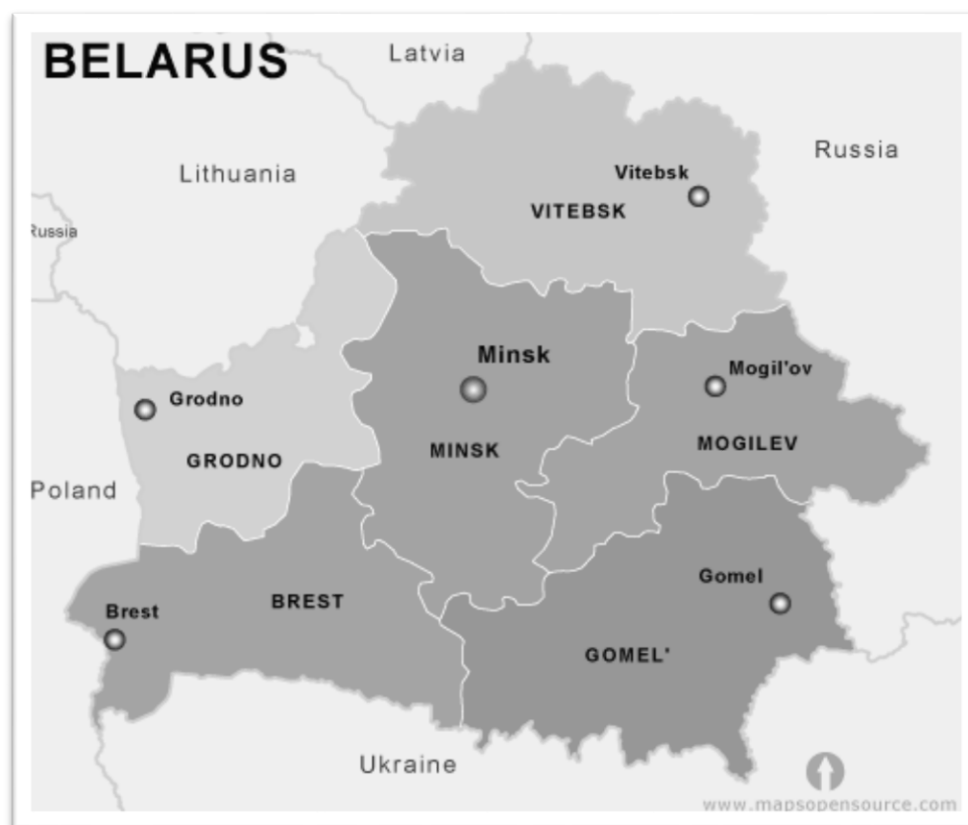 BELARUS
Latvia
Russia
Lithuania
Vitebsk
VITEBSK
Russia
Minsk
Mogil'ov
Grodno
MOGILEV
MINSK
GRODNO
Poland
Gomel
BREST
Brest
GOMEL'
Ukraine
www.mapsopensource.com